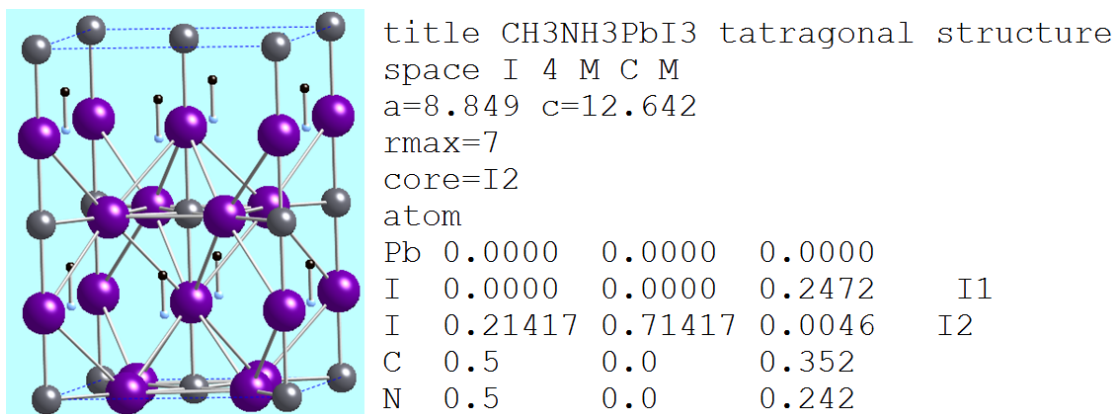 title CH3NH3PbI3 tatragonal structure
space I 4 M C M
a=8.849 c=12.642
rmax=7
core=I2
atom
Pb 0.0000 0.0000 0.0000
I 0.0000 0.0000 0.2472 I1
I 0.21417 0.71417 0.0046 I2
C 0.5 0.0 0.352
N 0.5 0.0 0.242